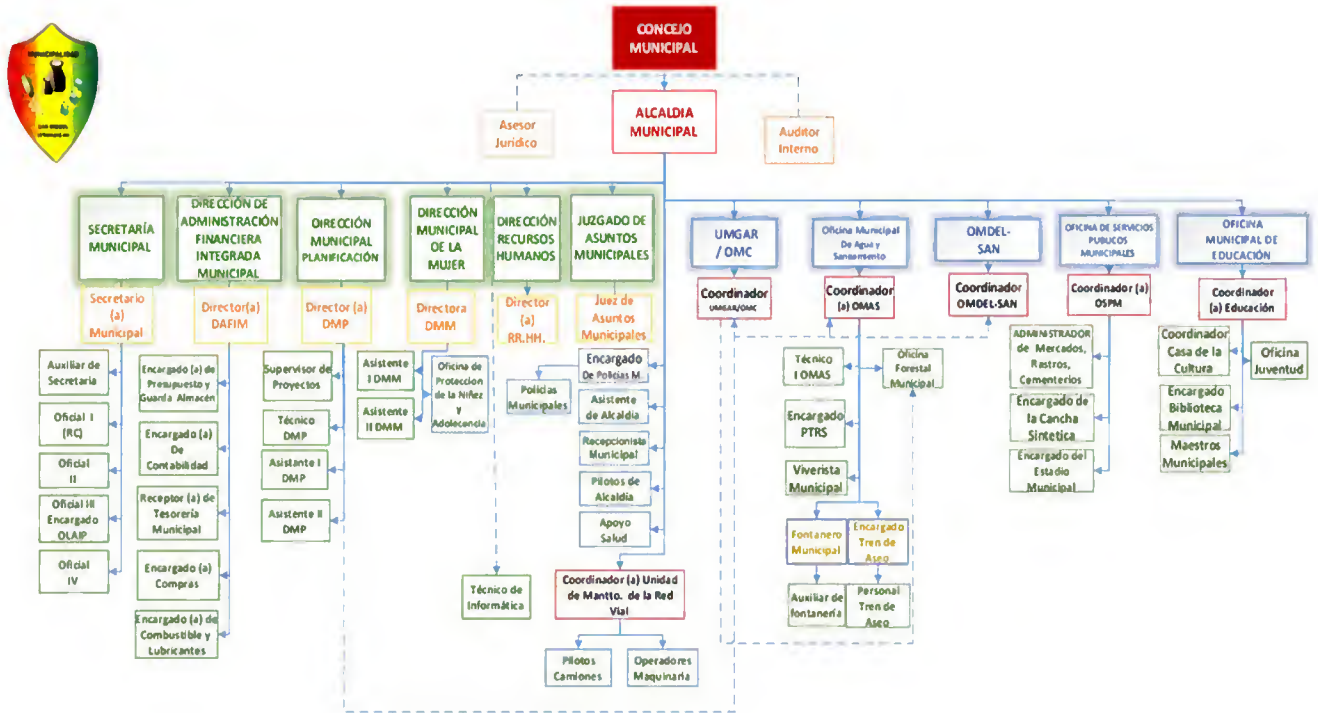 MUNICIPALIDAD
CONCEJO
MUNICIPAL
ALCALDIA
MUNICIPAL
Asesor
Jurídico
Auditor
Interno
SECRETARÍA
MUNICIPAL
DIRECCIÓN DE
ADMINISTRACIÓN
FINANCIERA
INTEGRADA
MUNICIPAL
DIRECCIÓN
MUNICIPAL
PLANIFICACIÓN
DIRECCIÓN
MUNICIPAL
DE LA
MUJER
DIRECCIÓN
RECURSOS
HUMANOS
JUZGADO DE
ASUNTOS
MUNICIPALES
UMGAR
/ OMC
Oficina Municipal
De Agua y
Saneamiento
OMDEL-
SAN
OFICINA DE SERVICIOS
PUBLICOS
MUNICIPALES
OFICINA
MUNICIPAL DE
EDUCACIÓN
Secretario
(a)
Municipal
Director(a)
DAFIM
Director (a)
DMP
Directora
DMM
Director
(a)
RR.HH.
Juez de
Asuntos
Municipales
Coordinador
UMGAR/OMC
Coordinador
(a) OMAS
Coordinador
OMDEL-SAN
Coordinador (a)
OSPM
Coordinador
(a) Educación
Auxiliar de
Secretaria
Oficial I
(RC)
Oficial
II
Oficial III
Encargado
OLAIP
Oficial
IV
Encargado (a) de
Presupuesto y
Guarda Almacén
Encargado (a)
De
Contabilidad
Receptor (a) de
Tesorería
Municipal
Encargado (a)
Compras
Encargado (a) de
Combustible y
Lubricantes
Supervisor de
Proyectos
Técnico
DMP
Asistente I
DMP
Asistente II
DMP
Asistente
I DMM
Asistente
II DMM
Oficina de
Protección
de la Niñez
y
Adolecencia
Técnico de
Informática
Encargado
De Policías M.
Policías
Municipales
Asistente
de Alcaldía
Recepcionista
Municipal
Pilotos de
Alcaldía
Apoyo
Salud
Coordinador (a) Unidad
de Mantto. de la Red
Vial
Pilotos
Camiones
Operadores
Maquinaria
Técnico
I OMAS
Oficina
Forestal
Municipal
Encargado
PTRS
Viverista
Municipal
Fontanero
Municipal
Encargado
Tren de
Aseo
Auxiliar de
fontanería
Personal
Tren de
Aseo
ADMINISTRADOR
de Mercados,
Rastros,
Cementerios
Encargado de
la Cancha
Sintetica
Encargado del
Estadio
Municipal
Coordinador
Casa de la
Cultura
Oficina
Juventud
Encargado
Biblioteca
Municipal
Maestros
Municipales